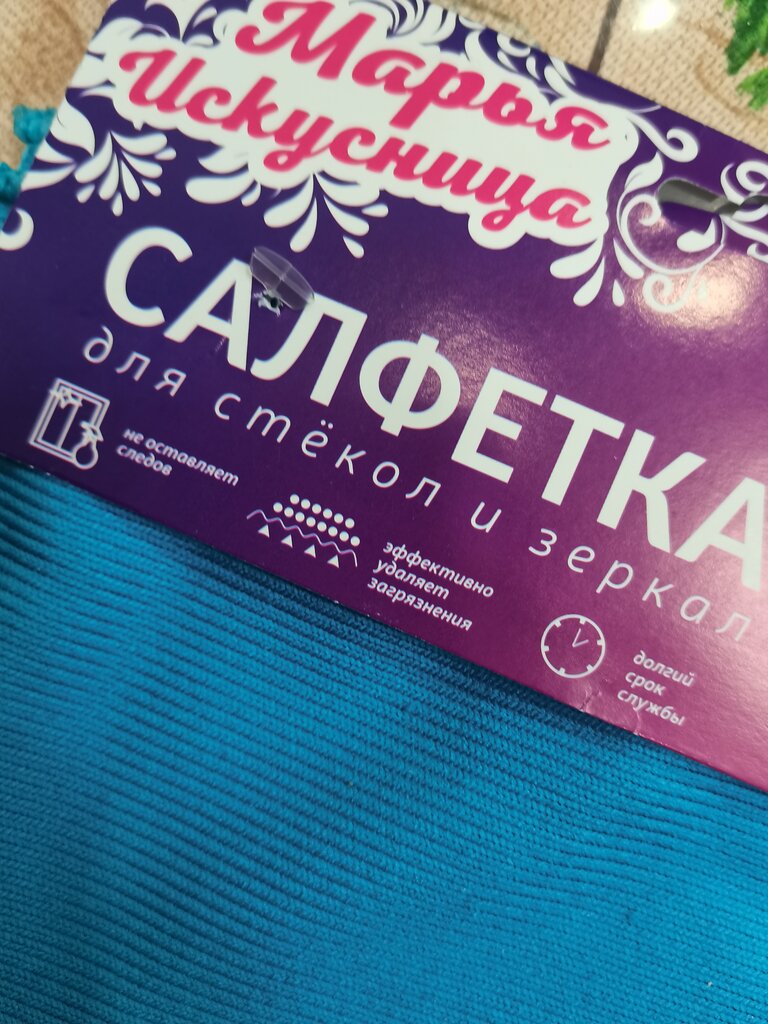 Марья
Искусница
САЛФЕТКА
для стёкол и зеркал
не оставляет
следов
эффективно
удаляет
загрязнения
долгий
срок
службы